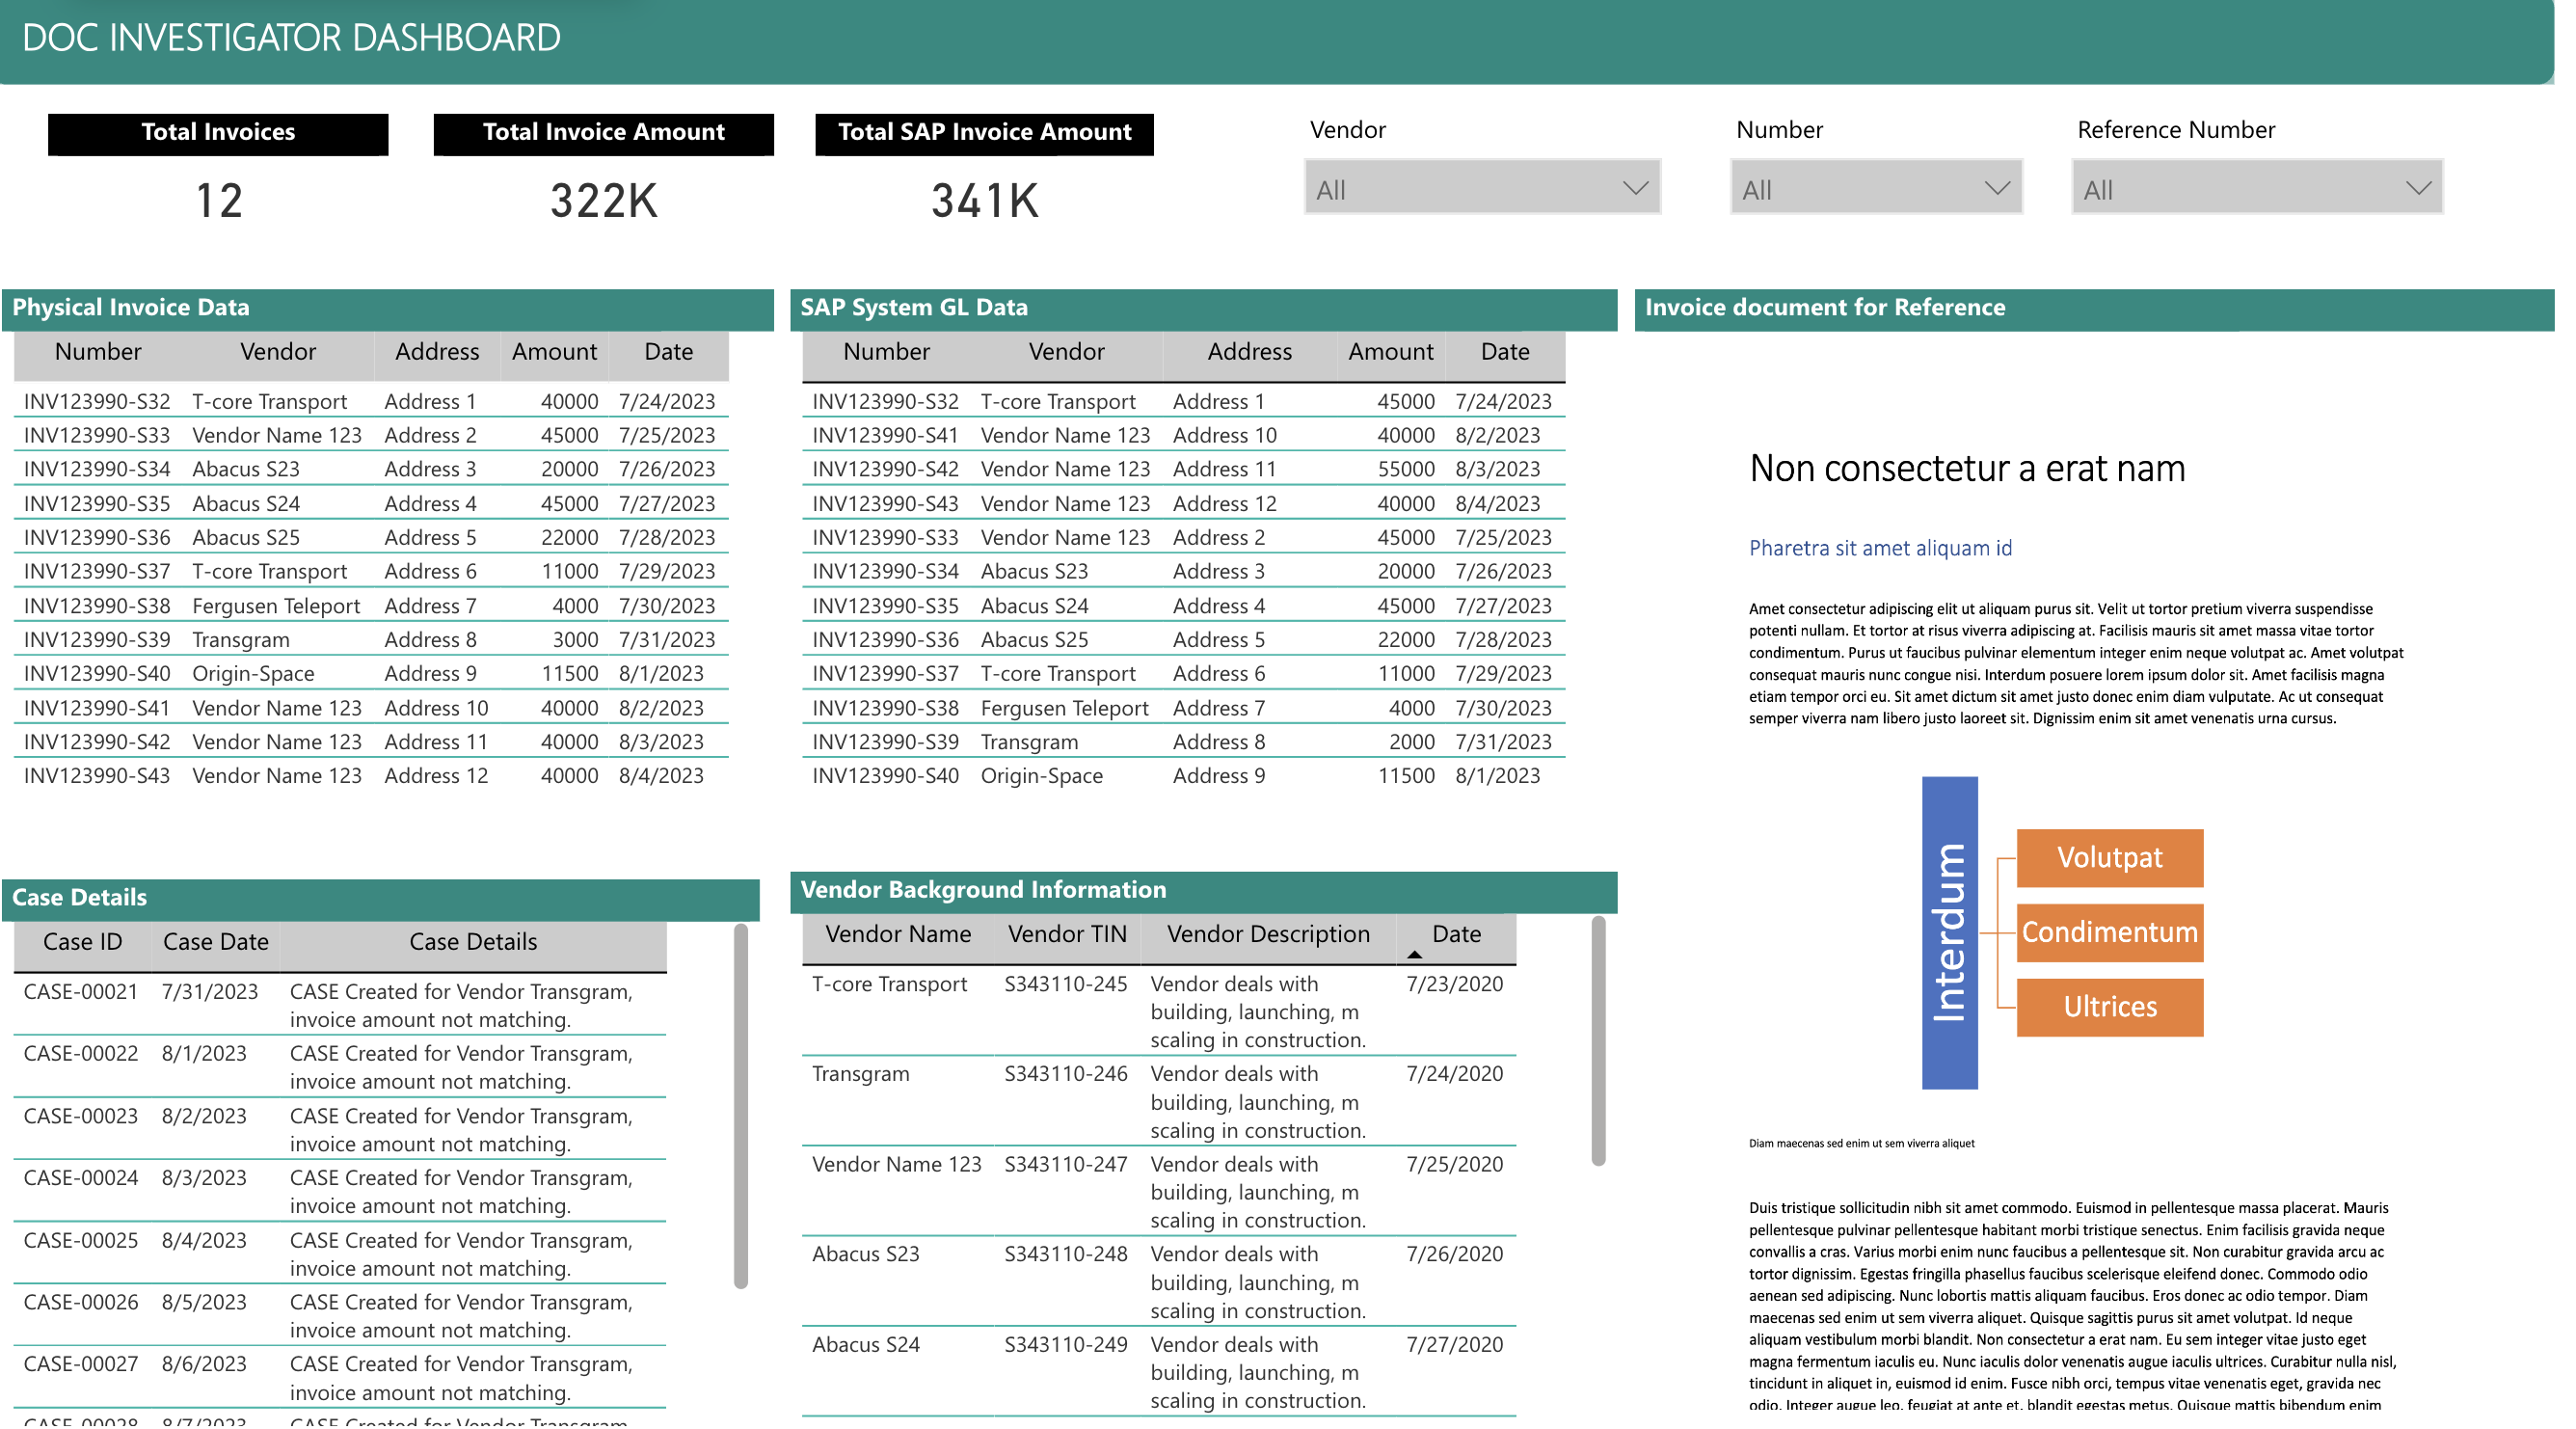 DOC INVESTIGATOR DASHBOARD
Total Invoices
12
Total Invoice Amount
322K
Total SAP Invoice Amount
341K
Vendor
All
Number
All
Reference Number
All
Physical Invoice Data
Number Vendor Address Amount Date
INV123990-S32 T-core Transport Address 1 40000 7/24/2023
INV123990-S33 Vendor Name 123 Address 2 45000 7/25/2023
INV123990-S34 Abacus S23 Address 3 20000 7/26/2023
INV123990-S35 Abacus S24 Address 4 45000 7/27/2023
INV123990-S36 Abacus S25 Address 5 22000 7/28/2023
INV123990-S37 T-core Transport Address 6 11000 7/29/2023
INV123990-S38 Fergusen Teleport Address 7 4000 7/30/2023
INV123990-S39 Transgram Address 8 3000 7/31/2023
INV123990-S40 Origin-Space Address 9 11500 8/1/2023
INV123990-S41 Vendor Name 123 Address 10 40000 8/2/2023
INV123990-S42 Vendor Name 123 Address 11 40000 8/3/2023
INV123990-S43 Vendor Name 123 Address 12 40000 8/4/2023
SAP System GL Data
Number Vendor Address Amount Date
INV123990-S32 T-core Transport Address 1 45000 7/24/2023
INV123990-S41 Vendor Name 123 Address 10 40000 8/2/2023
INV123990-S42 Vendor Name 123 Address 11 55000 8/3/2023
INV123990-S43 Vendor Name 123 Address 12 40000 8/4/2023
INV123990-S33 Vendor Name 123 Address 2 45000 7/25/2023
INV123990-S34 Abacus S23 Address 3 20000 7/26/2023
INV123990-S35 Abacus S24 Address 4 45000 7/27/2023
INV123990-S36 Abacus S25 Address 5 22000 7/28/2023
INV123990-S37 T-core Transport Address 6 11000 7/29/2023
INV123990-S38 Fergusen Teleport Address 7 4000 7/30/2023
INV123990-S39 Transgram Address 8 2000 7/31/2023
INV123990-S40 Origin-Space Address 9 11500 8/1/2023
Case Details
Case ID Case Date Case Details
CASE-00021 7/31/2023 CASE Created for Vendor Transgram,
invoice amount not matching.
CASE-00022 8/1/2023 CASE Created for Vendor Transgram,
invoice amount not matching.
CASE-00023 8/2/2023 CASE Created for Vendor Transgram,
invoice amount not matching.
CASE-00024 8/3/2023 CASE Created for Vendor Transgram,
invoice amount not matching.
CASE-00025 8/4/2023 CASE Created for Vendor Transgram,
invoice amount not matching.
CASE-00026 8/5/2023 CASE Created for Vendor Transgram,
invoice amount not matching.
CASE-00027 8/6/2023 CASE Created for Vendor Transgram,
invoice amount not matching.
CASE-00028 8/7/2023 CASE Created for Vendor Transgram,
Vendor Background Information
Vendor Name Vendor TIN Vendor Description Date
T-core Transport S343110-245 Vendor deals with 7/23/2020
building, launching, m
scaling in construction.
Transgram S343110-246 Vendor deals with 7/24/2020
building, launching, m
scaling in construction.
Vendor Name 123 S343110-247 Vendor deals with 7/25/2020
building, launching, m
scaling in construction.
Abacus S23 S343110-248 Vendor deals with 7/26/2020
building, launching, m
scaling in construction.
Abacus S24 S343110-249 Vendor deals with 7/27/2020
building, launching, m
scaling in construction.
Invoice document for Reference
Non consectetur a erat nam
Pharetra sit amet aliquam id
Amet consectetur adipiscing elit ut aliquam purus sit. Velit ut tortor pretium viverra suspendisse
potenti nullam. Et tortor at risus viverra adipiscing at. Facilisis mauris sit amet massa vitae tortor
condimentum. Purus ut faucibus pulvinar elementum integer enim neque volutpat ac. Amet volutpat
consequat mauris nunc congue nisi. Interdum posuere lorem ipsum dolor sit. Amet facilisis magna
etiam tempor orci eu. Sit amet dictum sit amet justo donec enim diam vulputate. Ac ut consequat
semper viverra nam libero justo laoreet sit. Dignissim enim sit amet venenatis urna cursus.
Interdum
Volutpat
Condimentum
Ultrices
Diam maecenas sed enim ut sem viverra aliquet
Duis tristique sollicitudin nibh sit amet commodo. Euismod in pellentesque massa placerat. Mauris
pellentesque pulvinar pellentesque habitant morbi tristique senectus. Enim facilisis gravida neque
convallis a cras. Varius morbi enim nunc faucibus a pellentesque sit. Non curabitur gravida arcu ac
tortor dignissim. Egestas fringilla phasellus faucibus scelerisque eleifend donec. Commodo odio
aenean sed adipiscing. Nunc lobortis mattis aliquam faucibus. Eros donec ac odio tempor. Diam
maecenas sed enim ut sem viverra aliquet. Quisque sagittis purus sit amet volutpat. Id neque
aliquam vestibulum morbi blandit. Non consectetur a erat nam. Eu sem integer vitae justo eget
magna fermentum iaculis eu. Nunc iaculis dolor venenatis augue iaculis ultrices. Curabitur nulla nisl,
tincidunt in aliquet in, euismod id enim. Fusce nibh orci, tempus vitae venenatis eget, gravida nec
odio. Integer augue leo, feugiat at ante et, blandit egestas metus. Quisque mattis bibendum enim